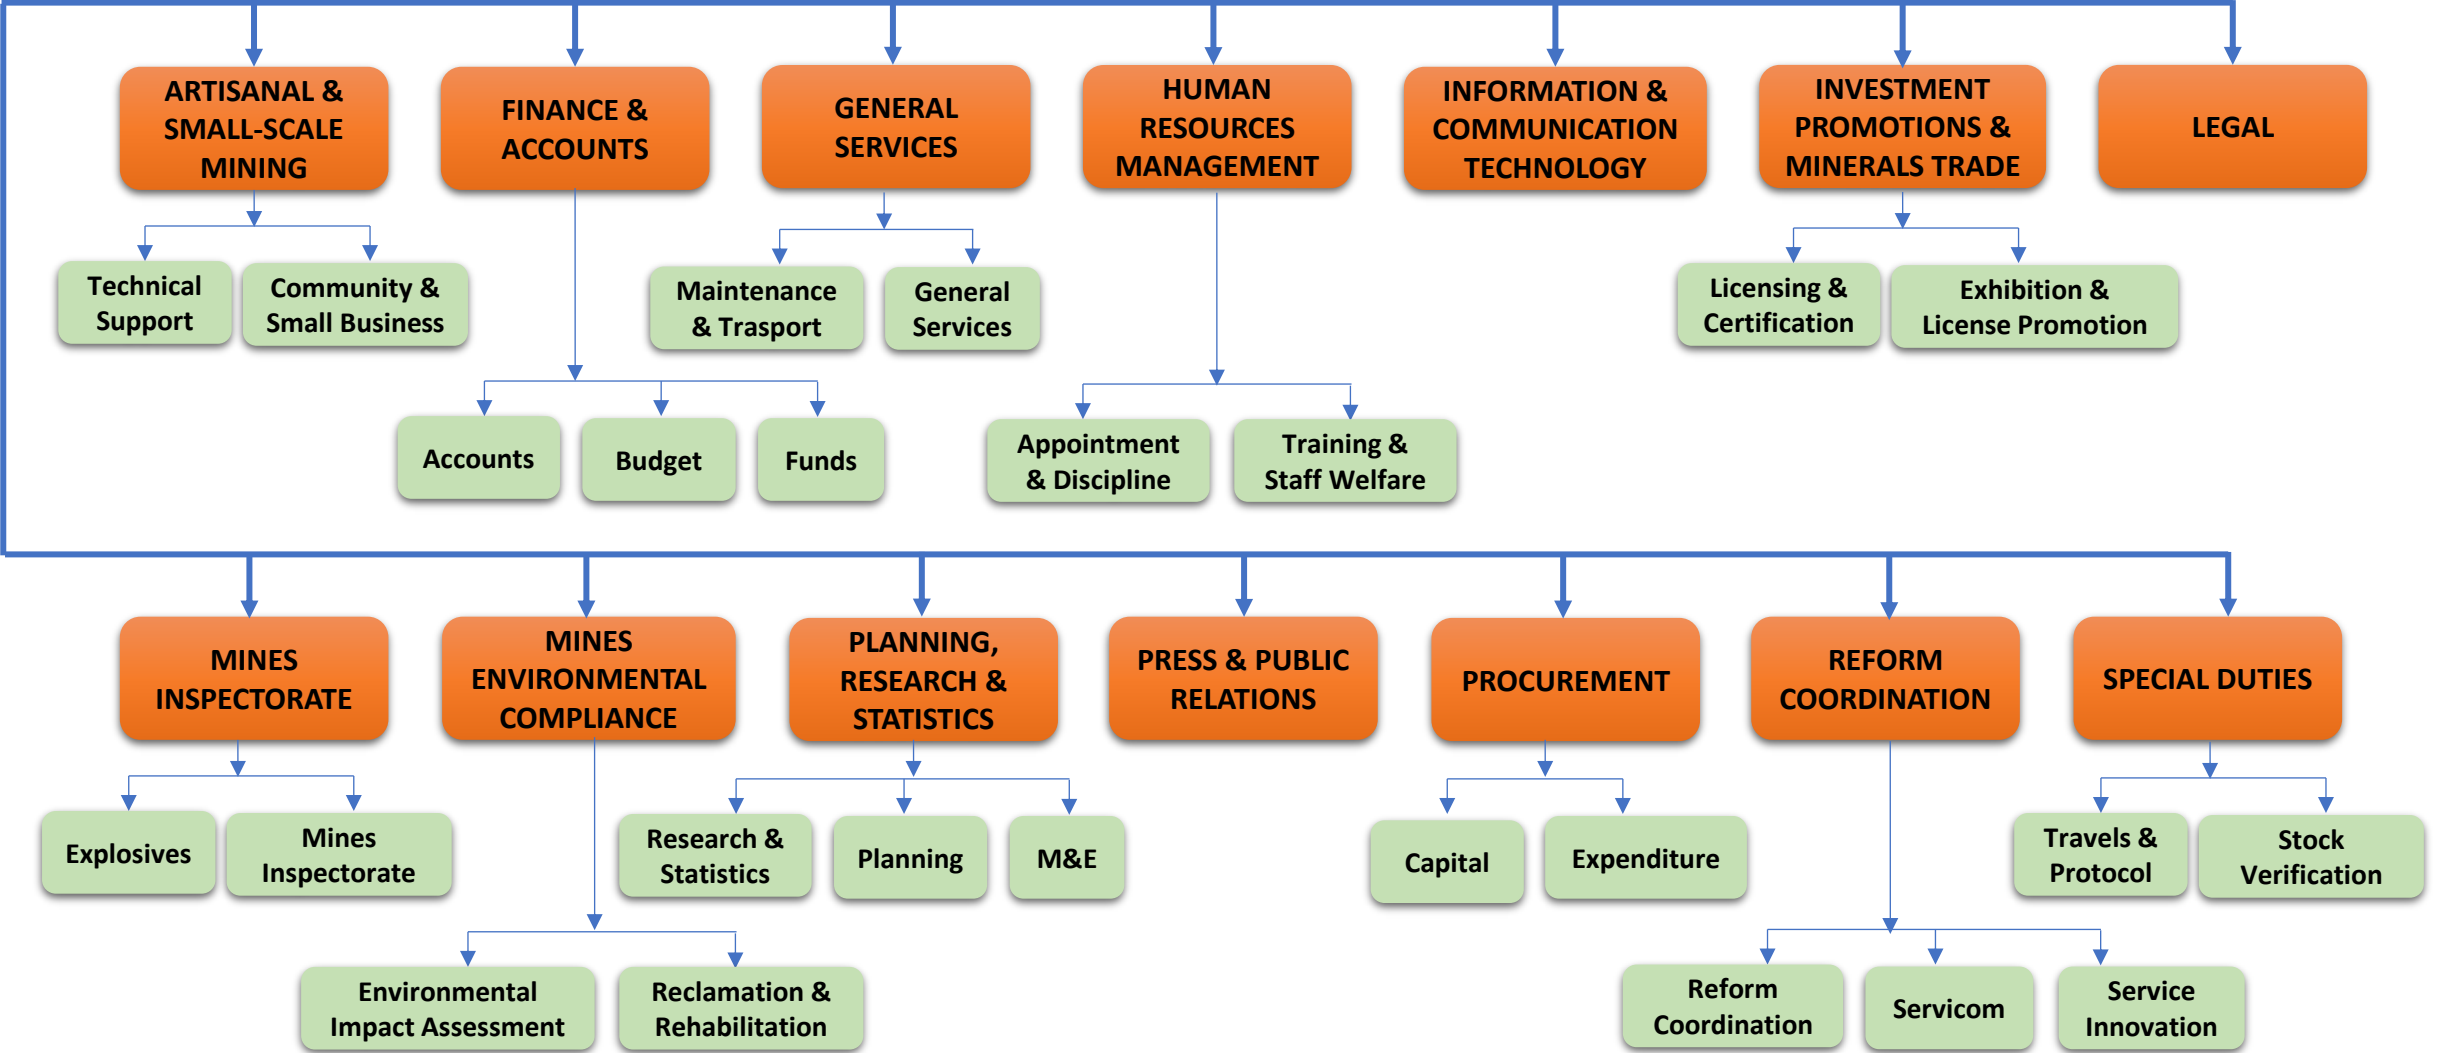 ARTISANAL &
SMALL-SCALE
MINING
FINANCE &
ACCOUNTS
GENERAL
SERVICES
HUMAN
RESOURCES
MANAGEMENT
INFORMATION &
COMMUNICATION
TECHNOLOGY
INVESTMENT
PROMOTIONS &
MINERALS TRADE
LEGAL
Technical
Support
Community &
Small Business
Maintenance
& Trasport
General
Services
Licensing &
Certification
Exhibition &
License Promotion
Accounts
Budget
Funds
Appointment
& Discipline
Training &
Staff Welfare
MINES
INSPECTORATE
MINES
ENVIRONMENTAL
COMPLIANCE
PLANNING,
RESEARCH &
STATISTICS
PRESS & PUBLIC
RELATIONS
PROCUREMENT
REFORM
COORDINATION
SPECIAL DUTIES
Explosives
Mines
Inspectorate
Research &
Statistics
Planning
M&E
Capital
Expenditure
Travels &
Protocol
Stock
Verification
Environmental
Impact Assessment
Reclamation &
Rehabilitation
Reform
Coordination
Servicom
Service
Innovation